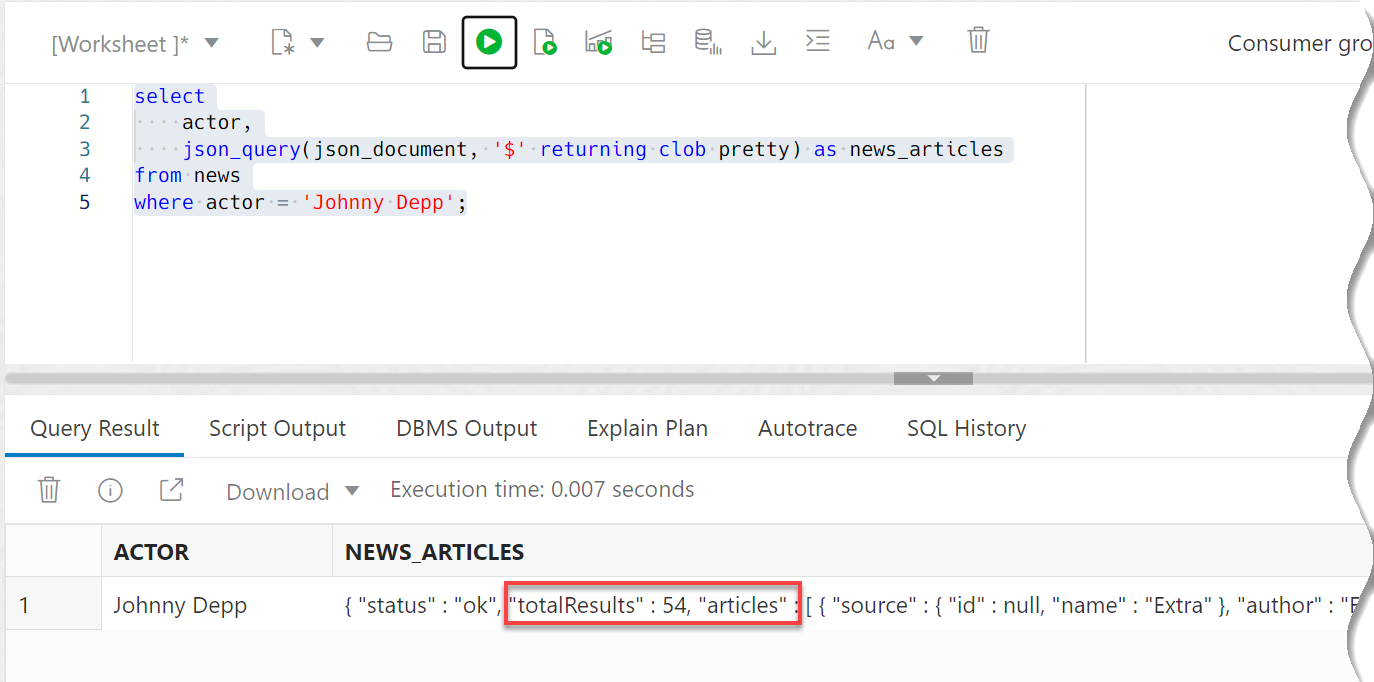 [Worksheet ]* Aa Consumer gro
1 select
2 actor,
3 json_query(json_document, '$' returning clob pretty) as news_articles
4 from news
5 where actor = 'Johnny Depp';
Query Result Script Output DBMS Output Explain Plan Autotrace SQL History
Download Execution time: 0.007 seconds
ACTOR NEWS_ARTICLES
1 Johnny Depp { "status" : "ok", "totalResults" : 54, "articles" : [ { "source" : { "id" : null, "name" : "Extra" }, "author" : "E